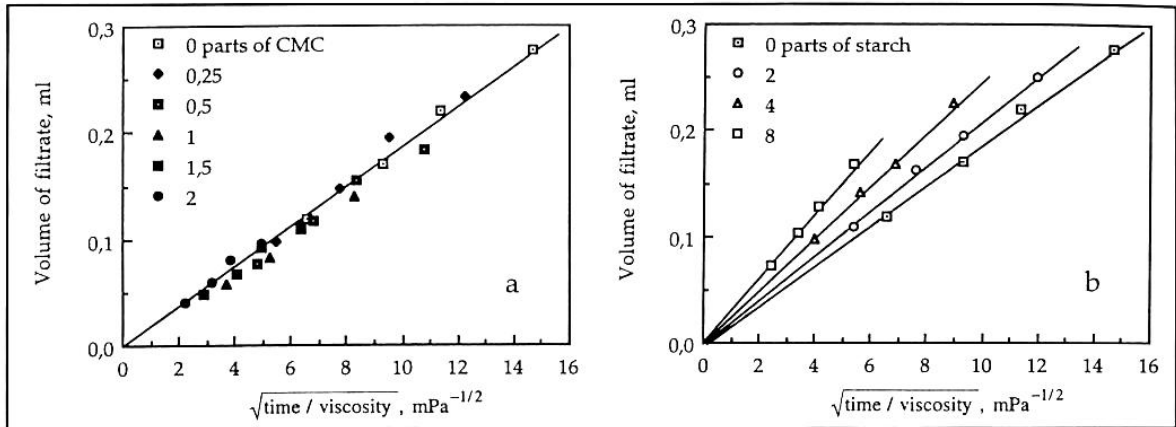 0,3
0,2
0,1
0,0
Volume of filtrate, ml
0 parts of CMC
0,25
0,5
1
1,5
2
a
0 2 4 6 8 10 12 14 16
√time / viscosity , mPa⁻¹/²
0,3
0,2
0,1
0,0
Volume of filtrate, ml
0 parts of starch
2
4
8
b
0 2 4 6 8 10 12 14 16
√time / viscosity , mPa⁻¹/²